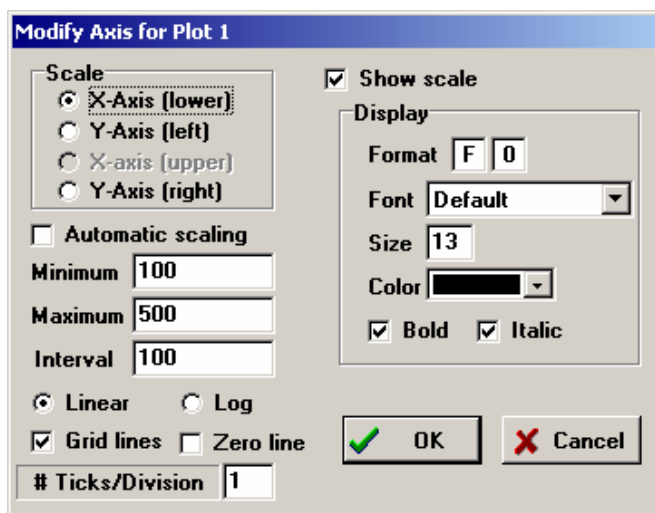 Modify Axis for Plot 1
Scale
X-Axis (lower)
Y-Axis (left)
X-axis (upper)
Y-Axis (right)
Automatic scaling
Minimum 100
Maximum 500
Interval 100
Linear Log
Grid lines Zero line
# Ticks/Division 1
Show scale
Display
Format F 0
Font Default
Size 13
Color
Bold Italic
OK Cancel